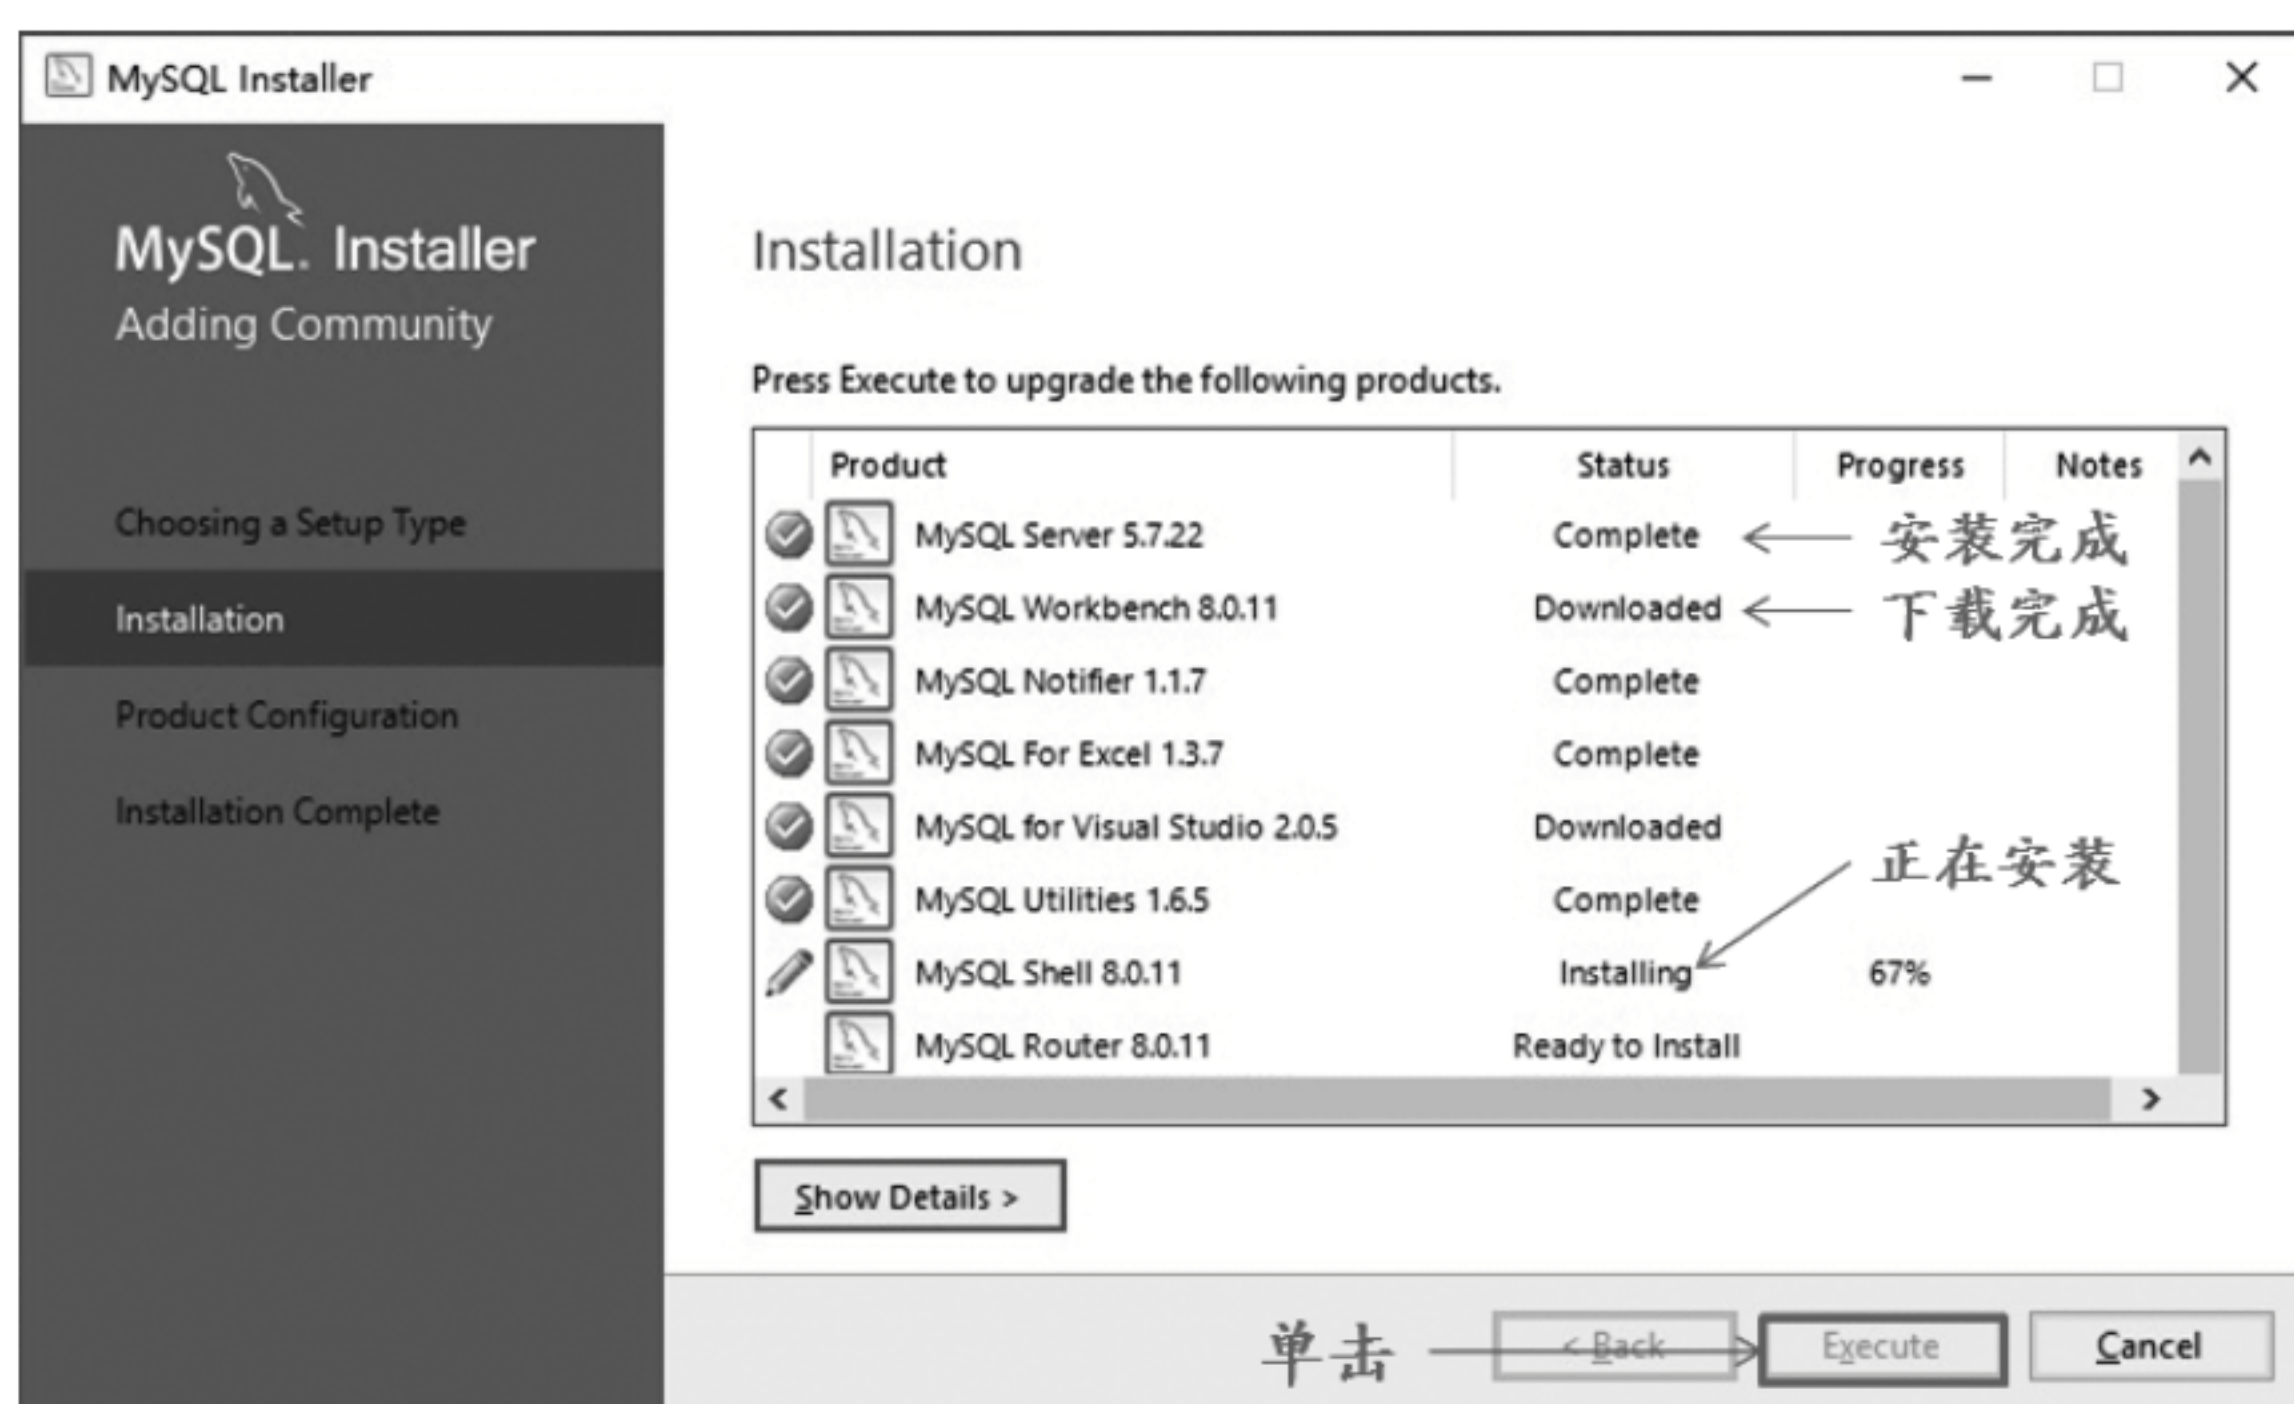 MySQL Installer
MySQL. Installer
Adding Community
Choosing a Setup Type
Installation
Product Configuration
Installation Complete
Installation
Press Execute to upgrade the following products.
Product Status Progress Notes
MySQL Server 5.7.22 Complete 安装完成
MySQL Workbench 8.0.11 Downloaded 下载完成
MySQL Notifier 1.1.7 Complete
MySQL For Excel 1.3.7 Complete
MySQL for Visual Studio 2.0.5 Downloaded
MySQL Utilities 1.6.5 Complete
正在安装
MySQL Shell 8.0.11 Installing 67%
MySQL Router 8.0.11 Ready to Install
Show Details >
单击 < Back Execute Cancel